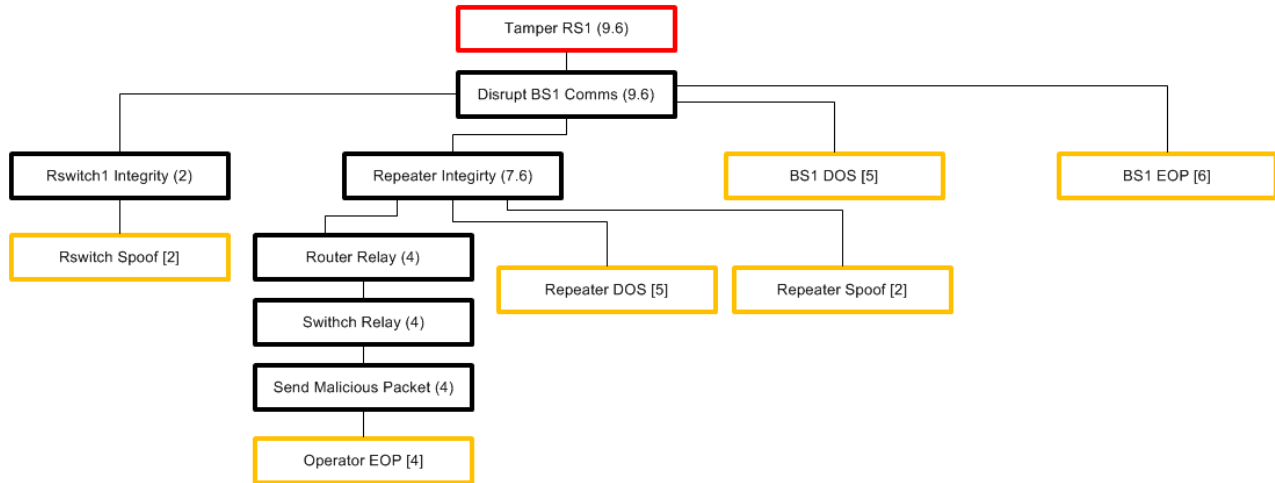 Tamper RS1 (9.6)
Disrupt BS1 Comms (9.6)
Rswitch1 Integrity (2)
Repeater Integirty (7.6)
BS1 DOS [5]
BS1 EOP [6]
Rswitch Spoof [2]
Router Relay (4)
Repeater DOS [5]
Repeater Spoof [2]
Swithch Relay (4)
Send Malicious Packet (4)
Operator EOP [4]